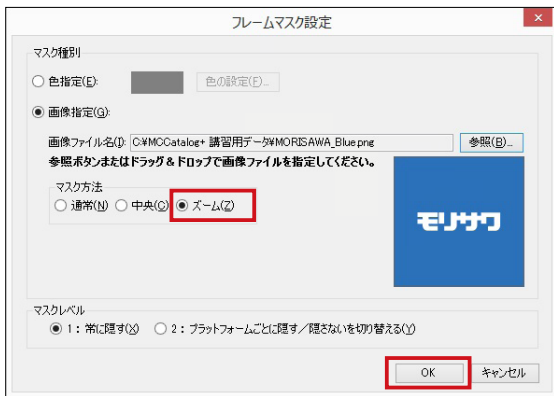 フレームマスク設定
×
マスク種別
色指定(E): 色の設定(F)...
画像指定(G):
画像ファイル名(I): C:¥MCCatalog+ 講習用データ¥MORISAWA_Blue.png 参照(B)...
参照ボタンまたはドラッグ&ドロップで画像ファイルを指定してください。
マスク方法
通常(N) 中央(C) ズーム(Z)
モリサワ
マスクレベル
1：常に隠す(X) 2：プラットフォームごとに隠す／隠さないを切り替える(Y)
OK キャンセル